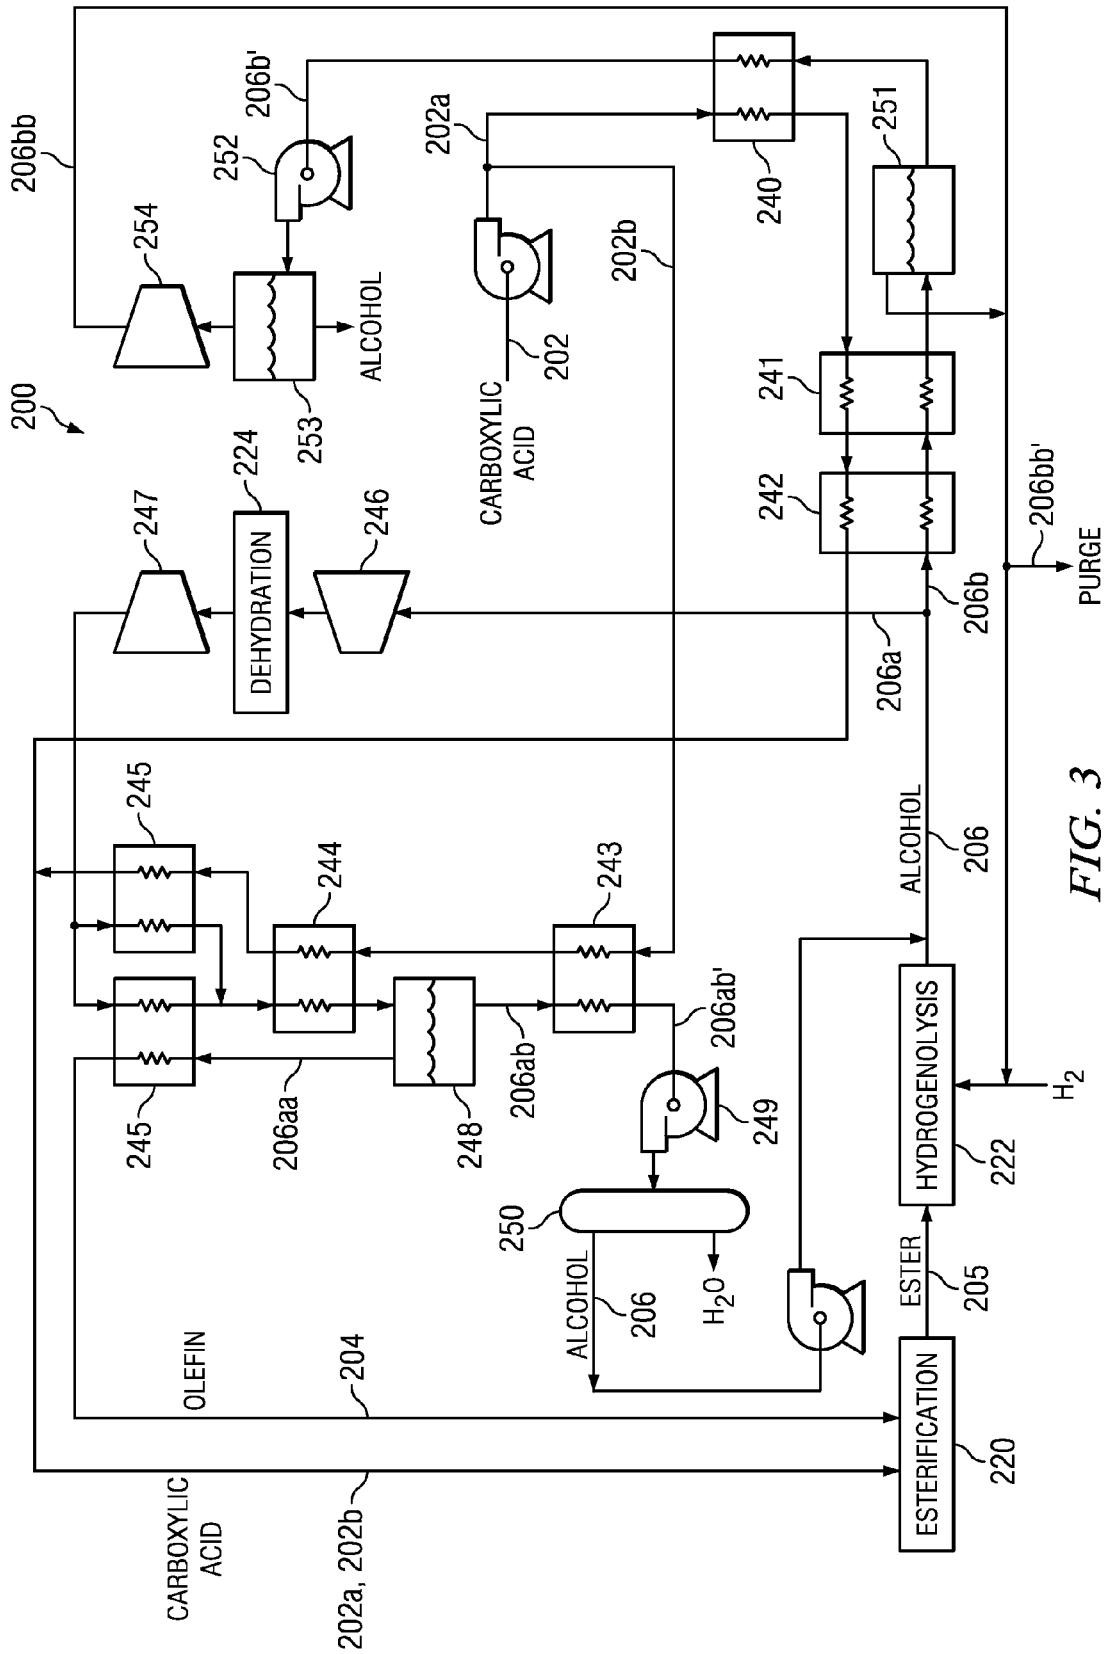 200
206bb
254
252
206b'
253
ALCOHOL
202a
202b
202
CARBOXYLIC
ACID
240
251
241
242
247
224
DEHYDRATION
246
206a
206b
206bb'
PURGE
245
244
243
245
206aa
248
206ab
206ab'
249
250
ALCOHOL
206
H2O
ALCOHOL
206
OLEFIN
204
CARBOXYLIC
ACID
202a, 202b
ESTERIFICATION
220
ESTER
205
HYDROGENOLYSIS
222
H2
FIG. 3